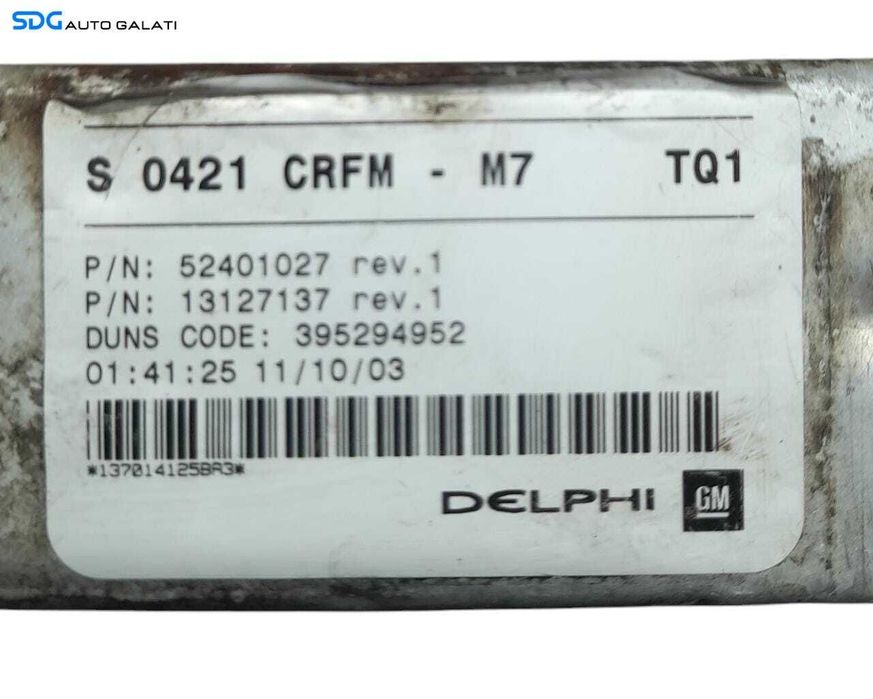 SDG AUTO GALATI
S 0421 CRFM - M7 TQ1
P/N: 52401027 rev.1
P/N: 13127137 rev.1
DUNS CODE: 395294952
01:41:25 11/10/03
*137014125BA3*
DELPHI GM